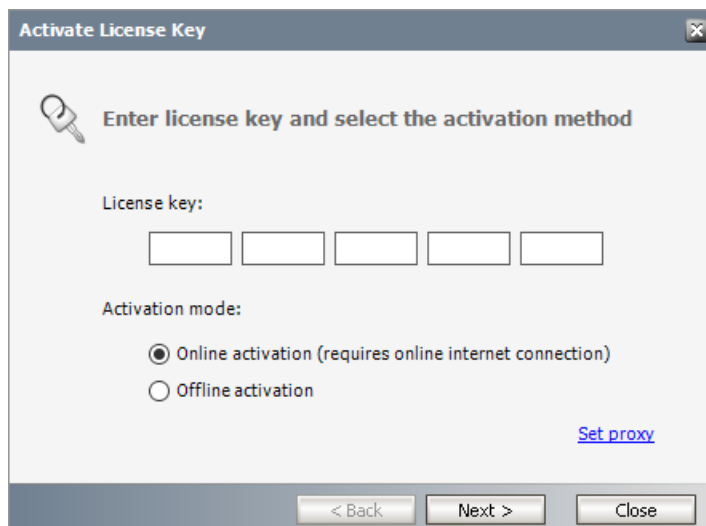 Activate License Key
Enter license key and select the activation method
License key:
Activation mode:
Online activation (requires online internet connection)
Offline activation
Set proxy
< Back Next > Close